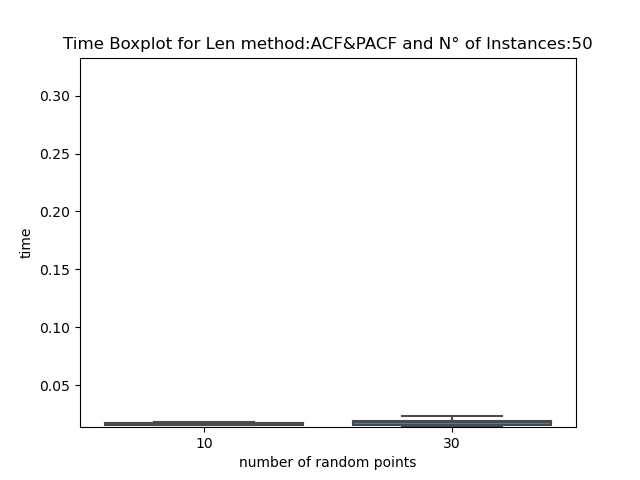 Time Boxplot for Len method:ACF&PACF and N° of Instances:50
0.30
0.25
0.20
0.15
0.10
0.05
time
10
30
number of random points